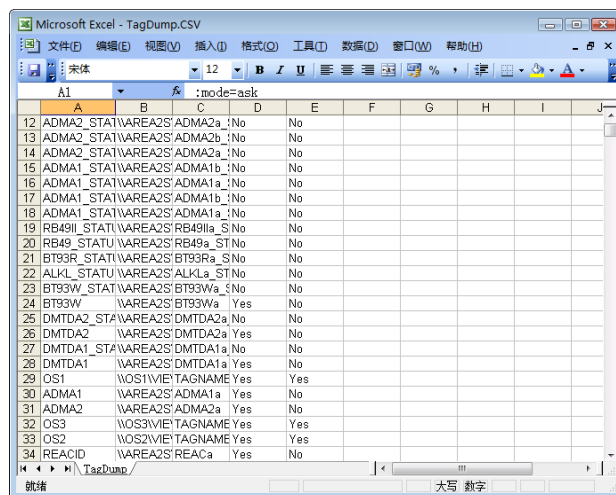 Microsoft Excel - TagDump.CSV
文件(F) 编辑(E) 视图(V) 插入(I) 格式(O) 工具(T) 数据(D) 窗口(W) 帮助(H)
宋体 12 B I U % ,
A1 fx :mode=ask
A B C D E F G H I J
12 ADMA2_STAT \\AREA2S ADMA2a_ No No
13 ADMA2_STAT \\AREA2S ADMA2b_ No No
14 ADMA2_STAT \\AREA2S ADMA2a_ No No
15 ADMA1_STAT \\AREA2S ADMA1b_ No No
16 ADMA1_STAT \\AREA2S ADMA1a_ No No
17 ADMA1_STAT \\AREA2S ADMA1b_ No No
18 ADMA1_STAT \\AREA2S ADMA1a_ No No
19 RB49II_STATU \\AREA2S RB49IIa_S No No
20 RB49_STATUS \\AREA2S RB49a_ST No No
21 BT93R_STATU \\AREA2S BT93Ra_S No No
22 ALKL_STATU \\AREA2S ALKLa_ST No No
23 BT93W_STAT \\AREA2S BT93Wa_S No No
24 BT93W \\AREA2S BT93Wa Yes No
25 DMTDA2_STA \\AREA2S DMTDA2a No No
26 DMTDA2 \\AREA2S DMTDA2a Yes No
27 DMTDA1_STA \\AREA2S DMTDA1a No No
28 DMTDA1 \\AREA2S DMTDA1a Yes No
29 OS1 \\OS1\VIE TAGNAME Yes Yes
30 ADMA1 \\AREA2S ADMA1a Yes No
31 ADMA2 \\AREA2S ADMA2a Yes No
32 OS3 \\OS3\VIE TAGNAME Yes Yes
33 OS2 \\OS2\VIE TAGNAME Yes Yes
34 REACID \\AREA2S REACa Yes No
TagDump
就绪 大写 数字